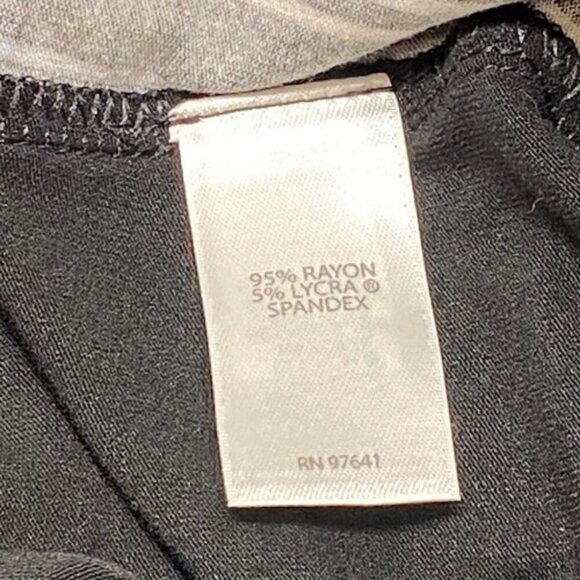 95% RAYON
5% LYCRA ®
SPANDEX
RN 97641